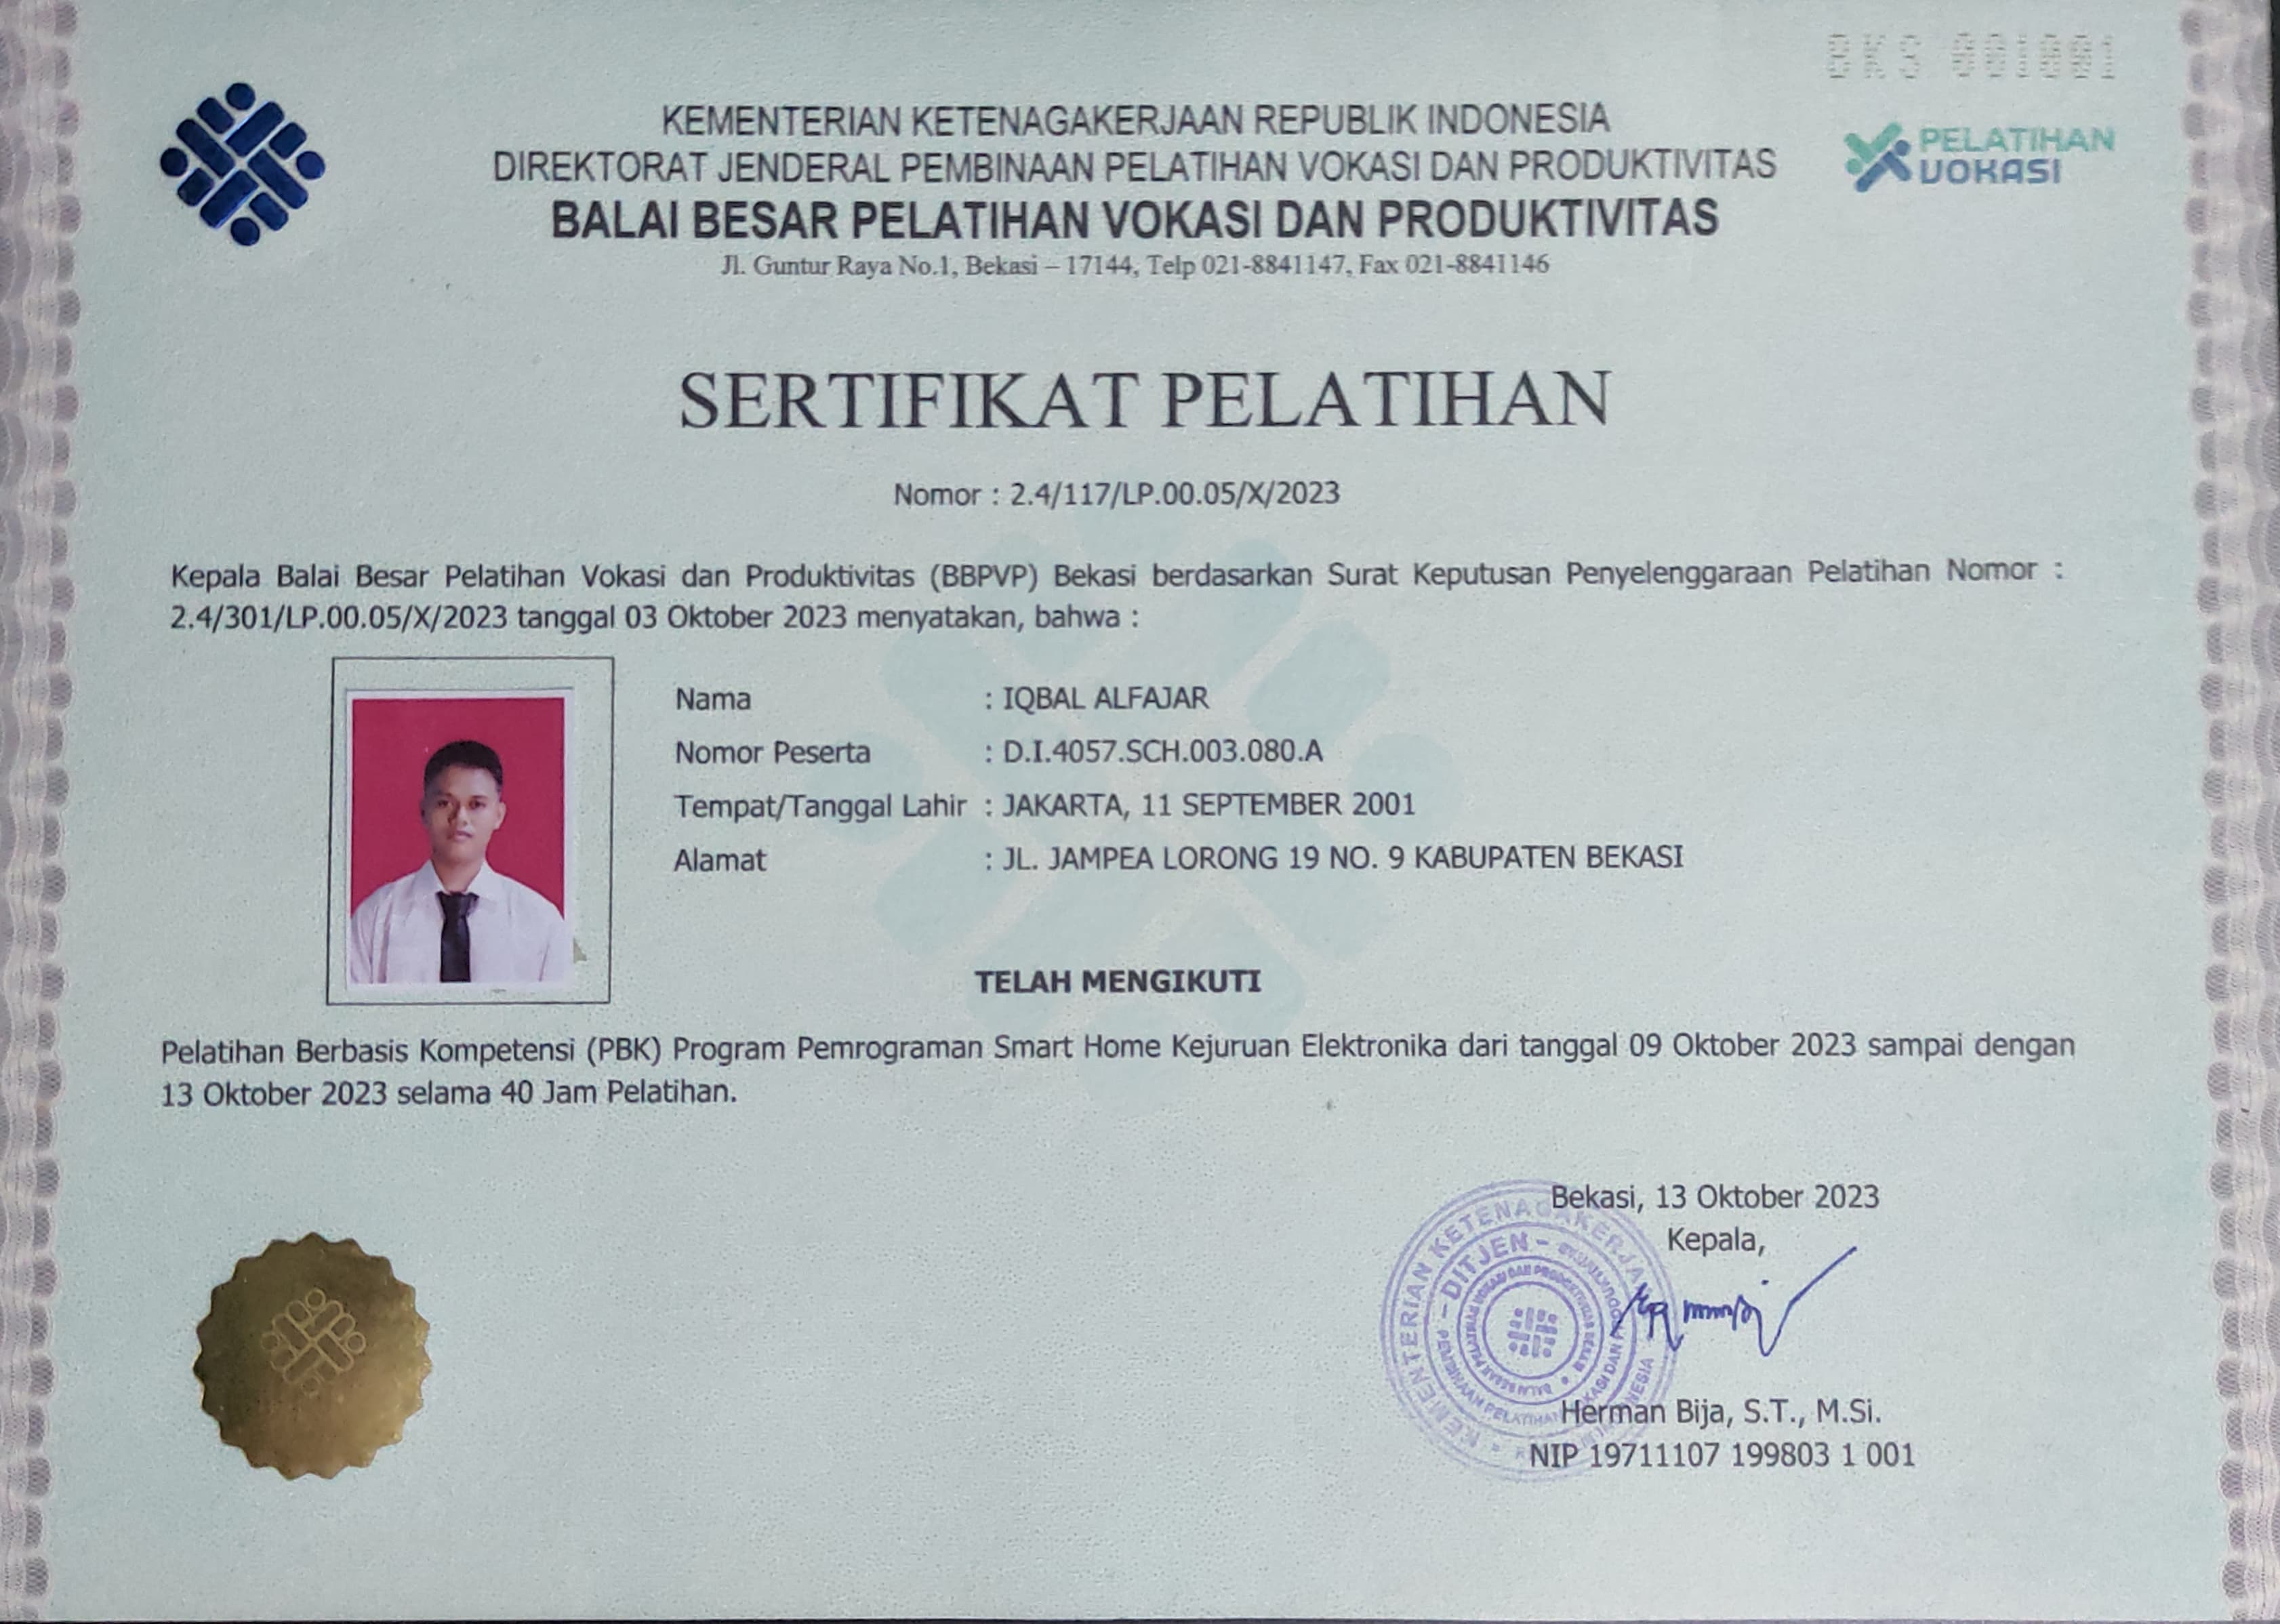 BKS 001001
KEMENTERIAN KETENAGAKERJAAN REPUBLIK INDONESIA
DIREKTORAT JENDERAL PEMBINAAN PELATIHAN VOKASI DAN PRODUKTIVITAS
BALAI BESAR PELATIHAN VOKASI DAN PRODUKTIVITAS
Jl. Guntur Raya No.1, Bekasi – 17144, Telp 021-8841147, Fax 021-8841146
PELATIHAN
VOKASI
SERTIFIKAT PELATIHAN
Nomor : 2.4/117/LP.00.05/X/2023
Kepala Balai Besar Pelatihan Vokasi dan Produktivitas (BBPVP) Bekasi berdasarkan Surat Keputusan Penyelenggaraan Pelatihan Nomor :
2.4/301/LP.00.05/X/2023 tanggal 03 Oktober 2023 menyatakan, bahwa :
Nama : IQBAL ALFAJAR
Nomor Peserta : D.I.4057.SCH.003.080.A
Tempat/Tanggal Lahir : JAKARTA, 11 SEPTEMBER 2001
Alamat : JL. JAMPEA LORONG 19 NO. 9 KABUPATEN BEKASI
TELAH MENGIKUTI
Pelatihan Berbasis Kompetensi (PBK) Program Pemrograman Smart Home Kejuruan Elektronika dari tanggal 09 Oktober 2023 sampai dengan
13 Oktober 2023 selama 40 Jam Pelatihan.
Bekasi, 13 Oktober 2023
Kepala,
KEMENTERIAN KETENAGAKERJAAN
DITJEN
PEMBINAAN PELATIHAN VOKASI DAN
Herman Bija, S.T., M.Si.
NIP 19711107 199803 1 001